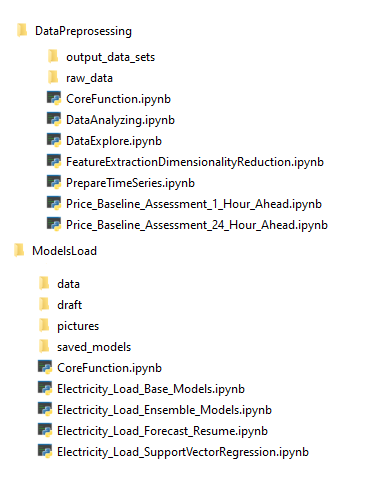 DataPreprosessing
output_data_sets
raw_data
CoreFunction.ipynb
DataAnalyzing.ipynb
DataExplore.ipynb
FeatureExtractionDimensionalityReduction.ipynb
PrepareTimeSeries.ipynb
Price_Baseline_Assessment_1_Hour_Ahead.ipynb
Price_Baseline_Assessment_24_Hour_Ahead.ipynb
ModelsLoad
data
draft
pictures
saved_models
CoreFunction.ipynb
Electricity_Load_Base_Models.ipynb
Electricity_Load_Ensemble_Models.ipynb
Electricity_Load_Forecast_Resume.ipynb
Electricity_Load_SupportVectorRegression.ipynb